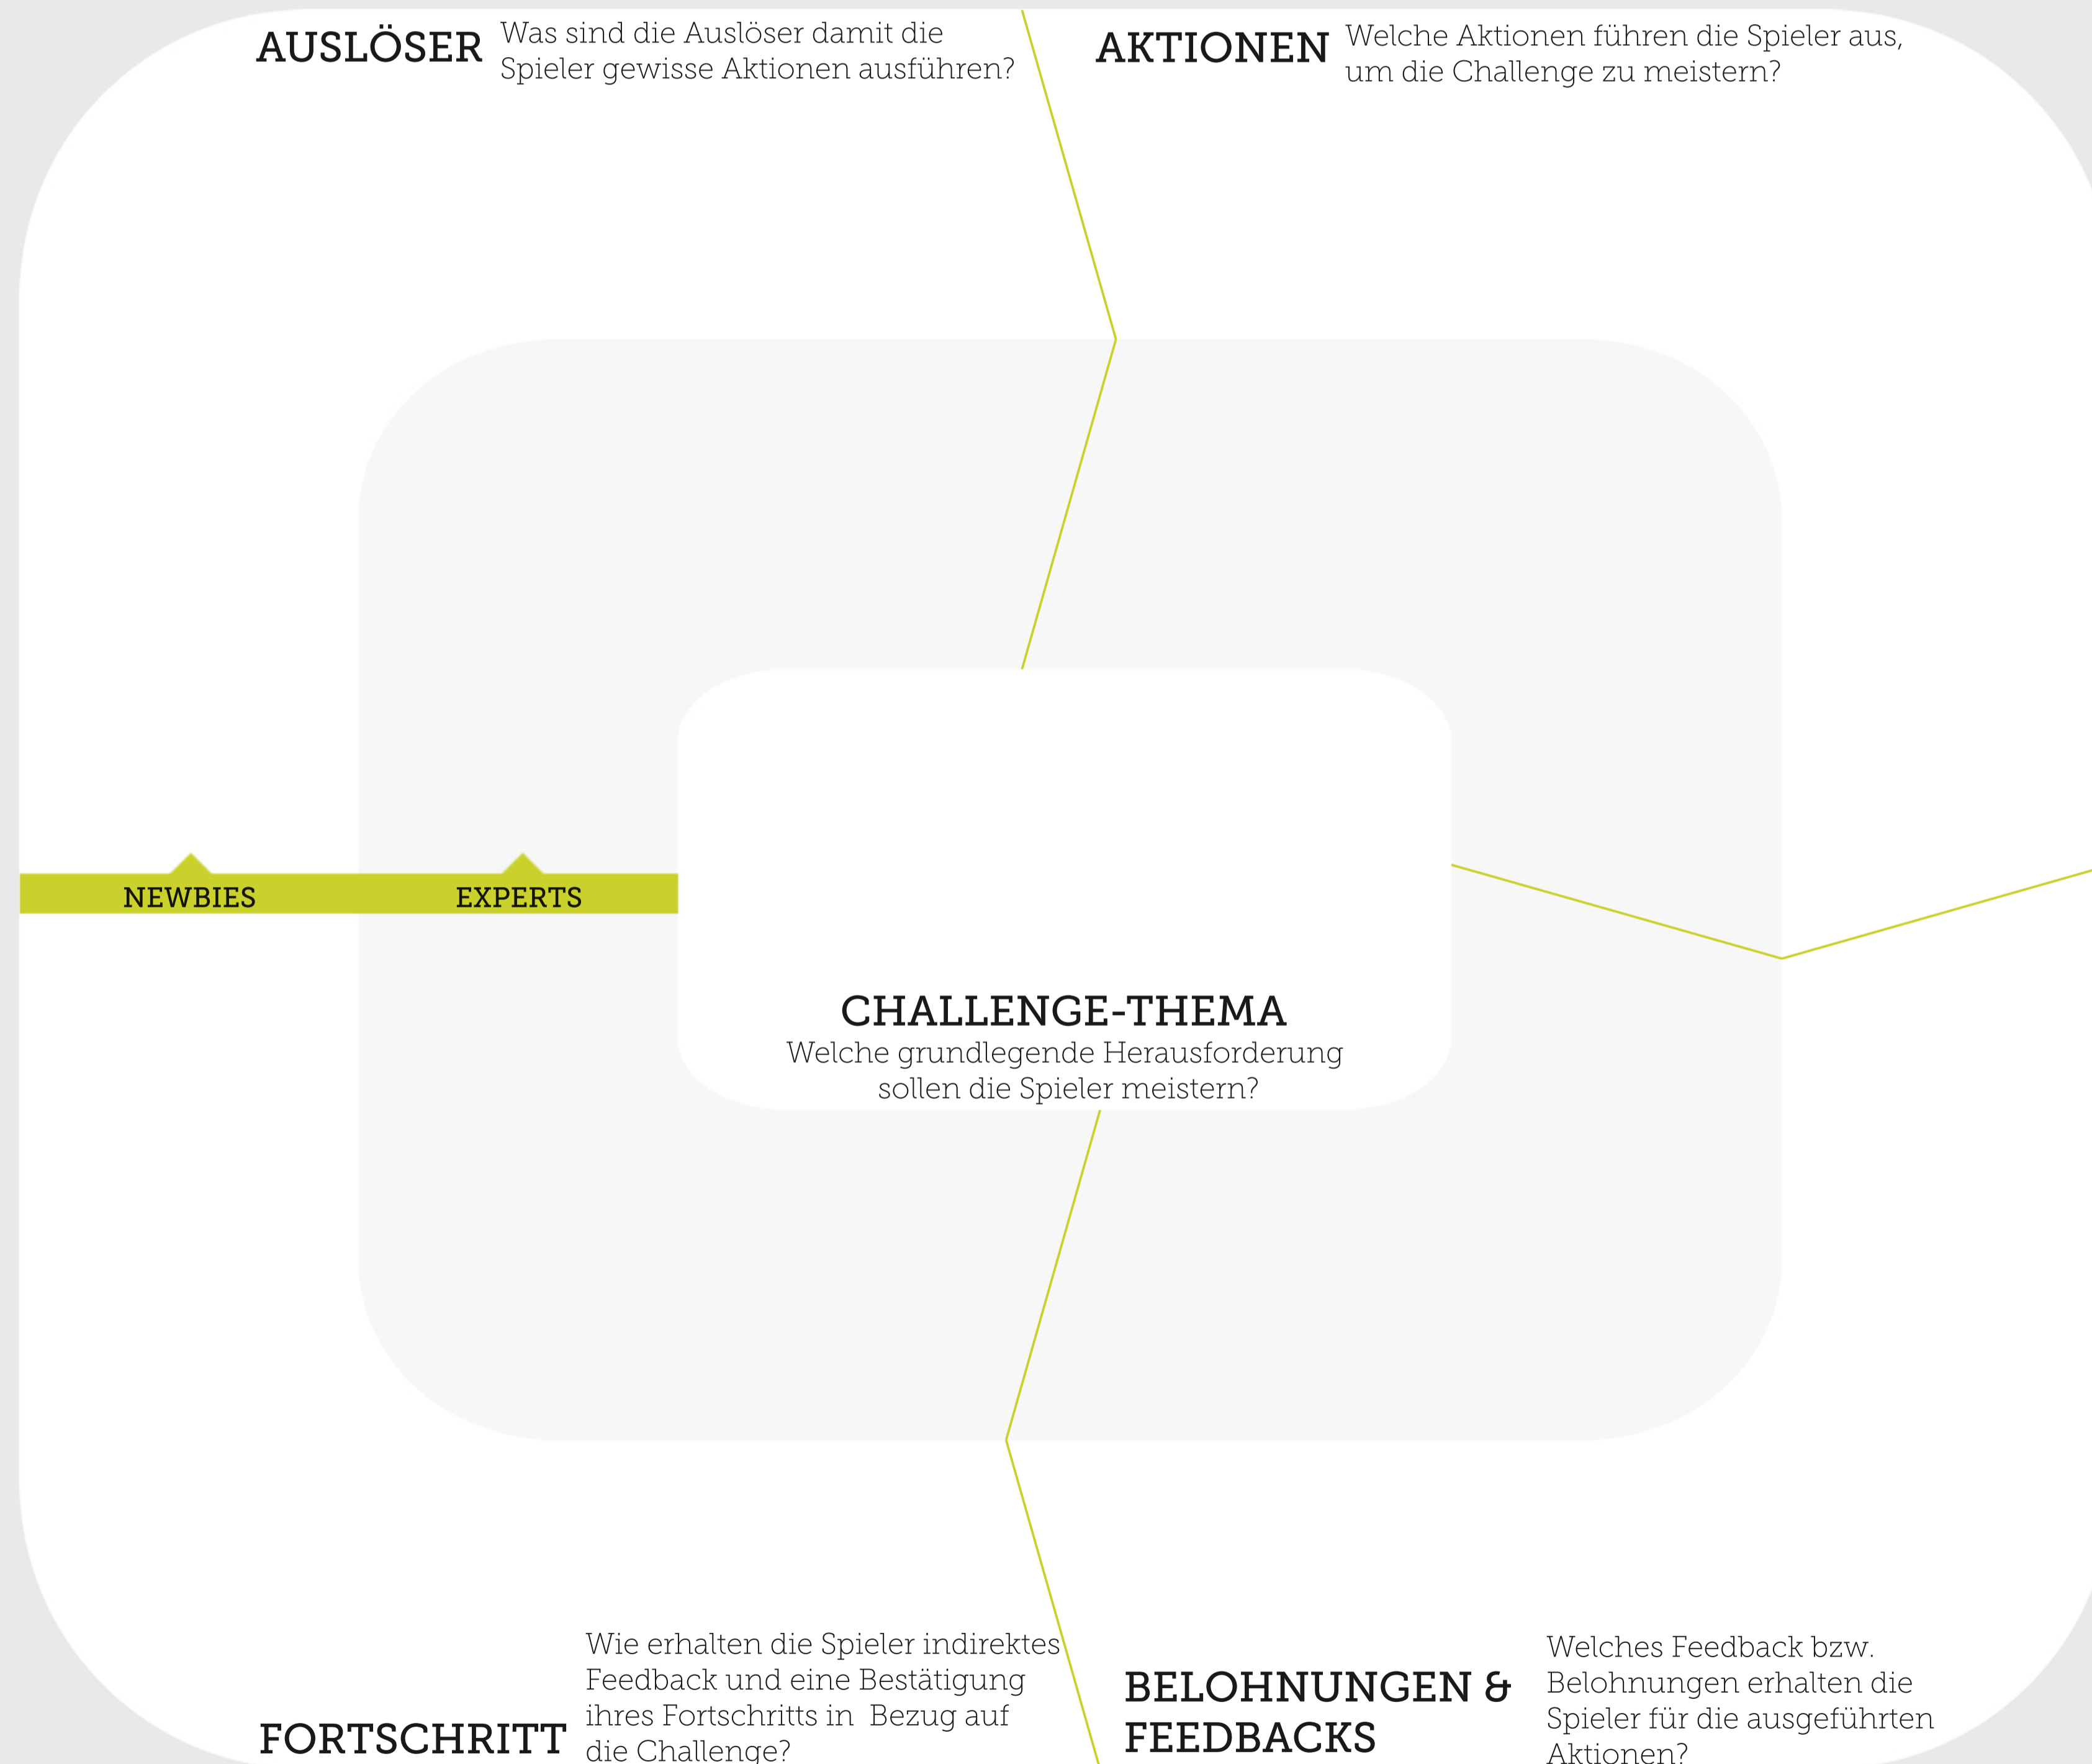 AUSLÖSER
Was sind die Auslöser damit die
Spieler gewisse Aktionen ausführen?
AKTIONEN
Welche Aktionen führen die Spieler aus,
um die Challenge zu meistern?
NEWBIES
EXPERTS
CHALLENGE-THEMA
Welche grundlegende Herausforderung
sollen die Spieler meistern?
FORTSCHRITT
Wie erhalten die Spieler indirektes
Feedback und eine Bestätigung
ihres Fortschritts in Bezug auf
die Challenge?
BELOHNUNGEN &
FEEDBACKS
Welches Feedback bzw.
Belohnungen erhalten die
Spieler für die ausgeführten
Aktionen?